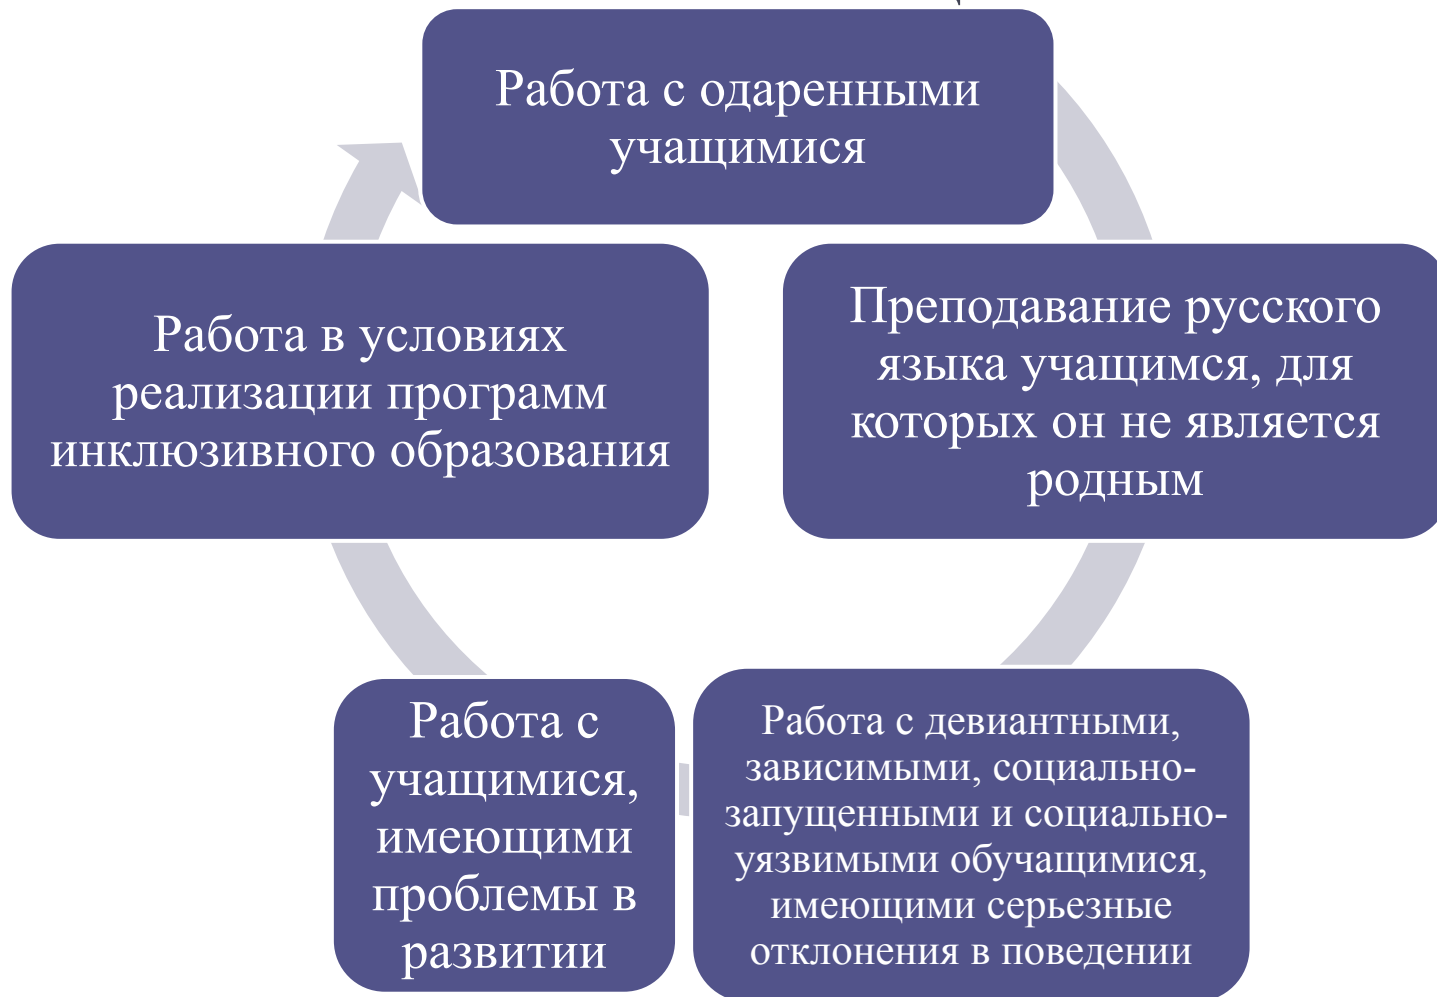 Работа с одаренными
учащимися
Преподавание русского
языка учащимся, для
которых он не является
родным
Работа с девиантными,
зависимыми, социально-
запущенными и социально-
уязвимыми обучащимися,
имеющими серьезные
отклонения в поведении
Работа с
учащимися,
имеющими
проблемы в
развитии
Работа в условиях
реализации программ
инклюзивного образования